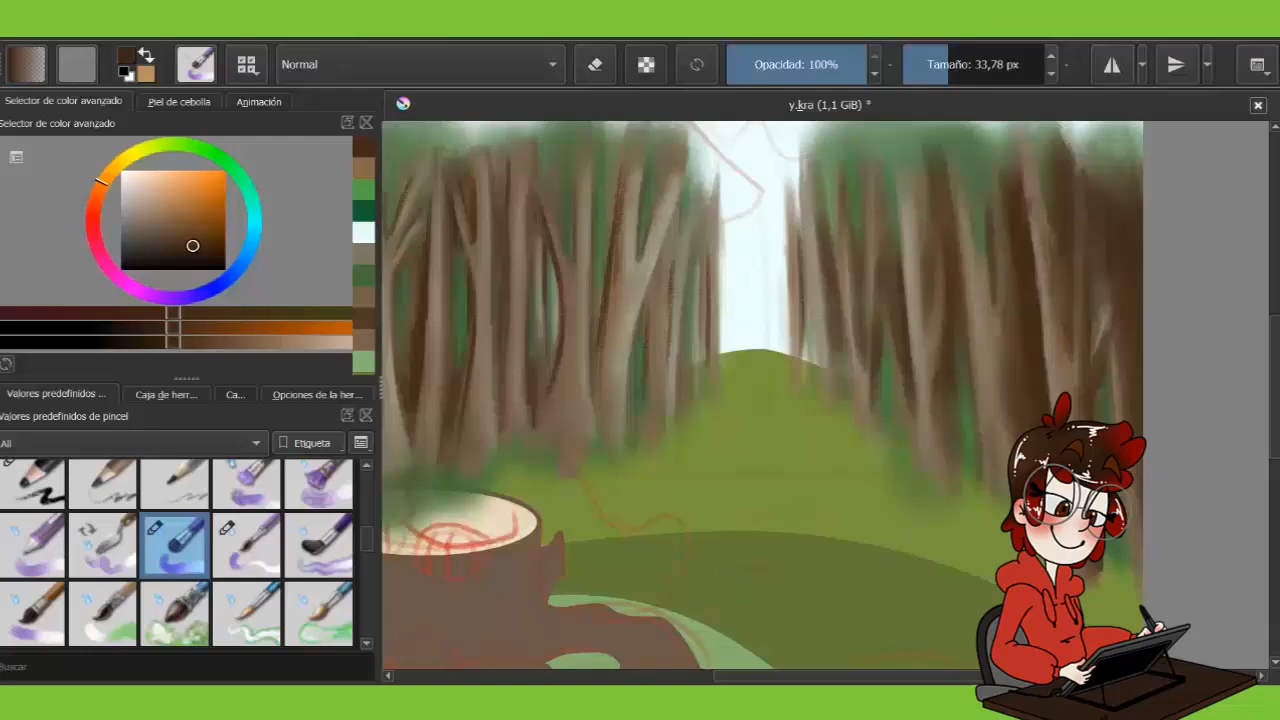 Normal
Opacidad: 100%
Tamaño: 33,78 px
Selector de color avanzado
Piel de cebolla
Animación
y.kra (1,1 GiB) *
Selector de color avanzado
Valores predefinidos ...
Caja de herr...
Ca...
Opciones de la her...
Valores predefinidos de pincel
All
Etiqueta
Buscar